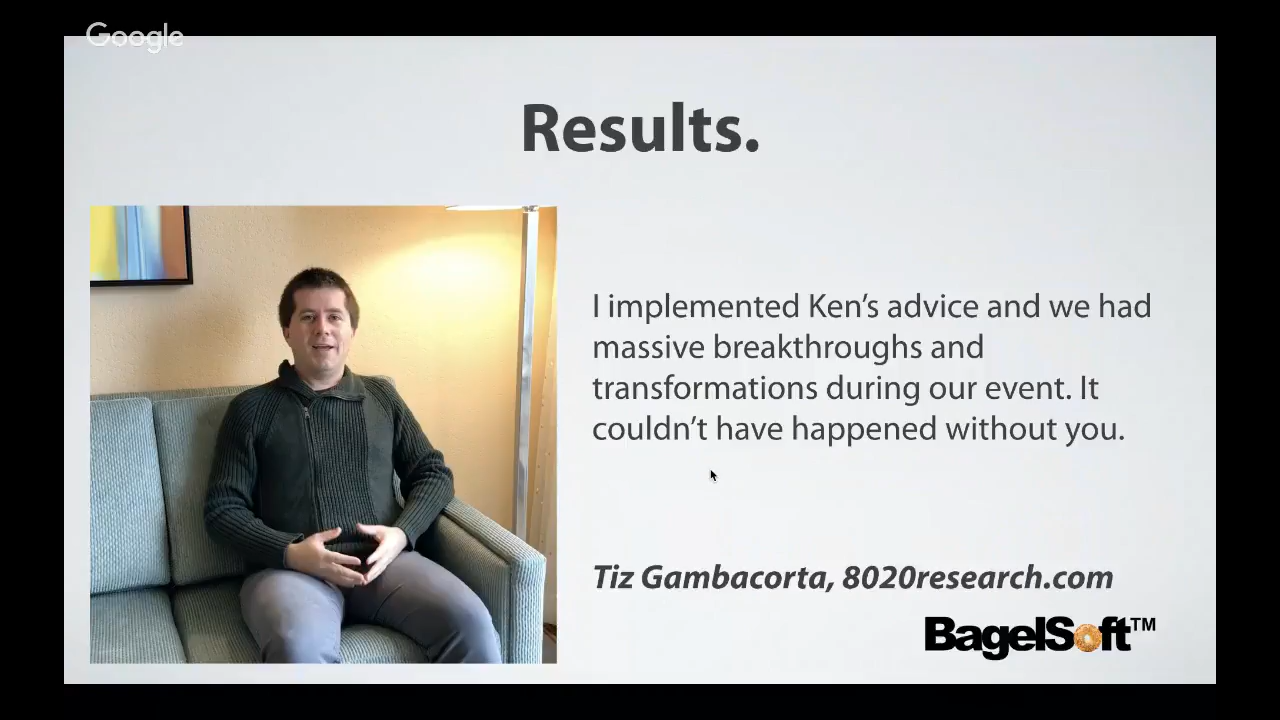 Google
Results.
I implemented Ken's advice and we had
massive breakthroughs and
transformations during our event. It
couldn't have happened without you.
Tiz Gambacorta, 8020research.com
BagelSoft™